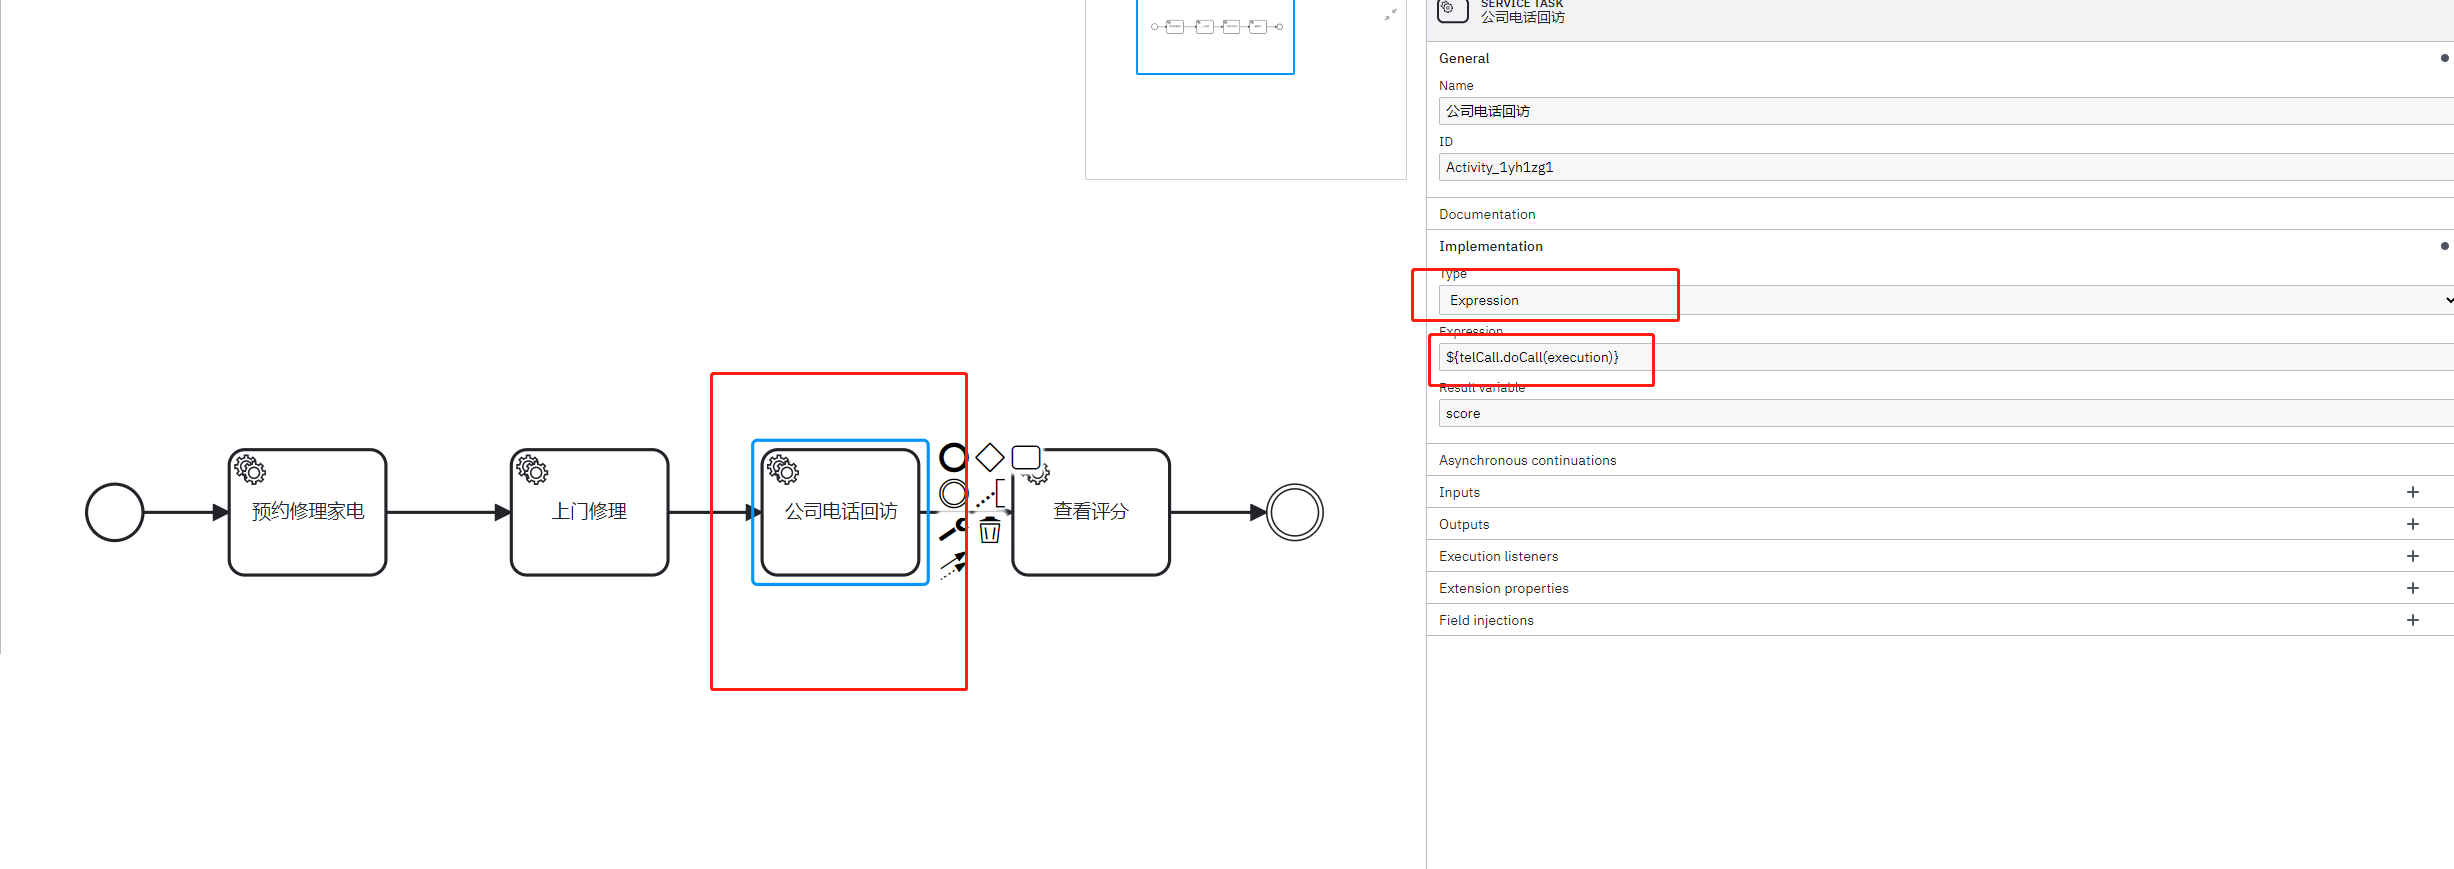 预约修理家电
上门修理
公司电话回访
查看评分
SERVICE TASK
公司电话回访
General
Name
公司电话回访
ID
Activity_1yh1zg1
Documentation
Implementation
Type
Expression
Expression
${telCall.doCall(execution)}
Result variable
score
Asynchronous continuations
Inputs
Outputs
Execution listeners
Extension properties
Field injections